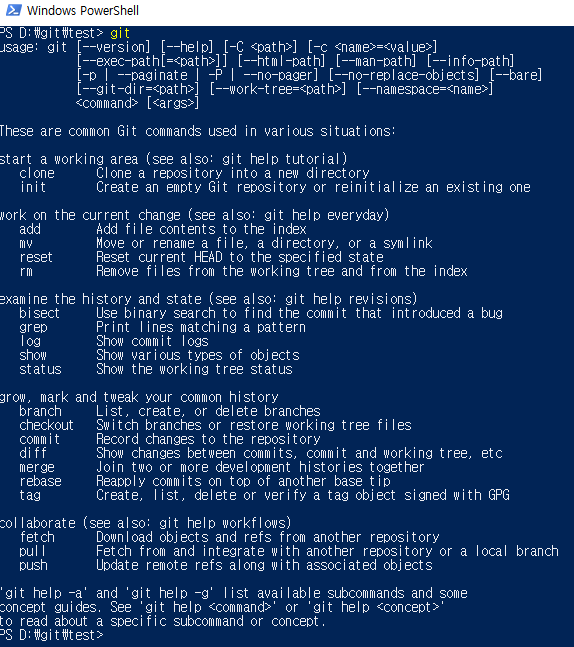 Windows PowerShell
PS D:₩git₩test> git
usage: git [--version] [--help] [-C <path>] [-c <name>=<value>]
           [--exec-path[=<path>]] [--html-path] [--man-path] [--info-path]
           [-p | --paginate | -P | --no-pager] [--no-replace-objects] [--bare]
           [--git-dir=<path>] [--work-tree=<path>] [--namespace=<name>]
           <command> [<args>]

These are common Git commands used in various situations:

start a working area (see also: git help tutorial)
   clone      Clone a repository into a new directory
   init       Create an empty Git repository or reinitialize an existing one

work on the current change (see also: git help everyday)
   add        Add file contents to the index
   mv         Move or rename a file, a directory, or a symlink
   reset      Reset current HEAD to the specified state
   rm         Remove files from the working tree and from the index

examine the history and state (see also: git help revisions)
   bisect     Use binary search to find the commit that introduced a bug
   grep       Print lines matching a pattern
   log        Show commit logs
   show       Show various types of objects
   status     Show the working tree status

grow, mark and tweak your common history
   branch     List, create, or delete branches
   checkout   Switch branches or restore working tree files
   commit     Record changes to the repository
   diff       Show changes between commits, commit and working tree, etc
   merge      Join two or more development histories together
   rebase     Reapply commits on top of another base tip
   tag        Create, list, delete or verify a tag object signed with GPG

collaborate (see also: git help workflows)
   fetch      Download objects and refs from another repository
   pull       Fetch from and integrate with another repository or a local branch
   push       Update remote refs along with associated objects

'git help -a' and 'git help -g' list available subcommands and some
concept guides. See 'git help <command>' or 'git help <concept>'
to read about a specific subcommand or concept.
PS D:₩git₩test>